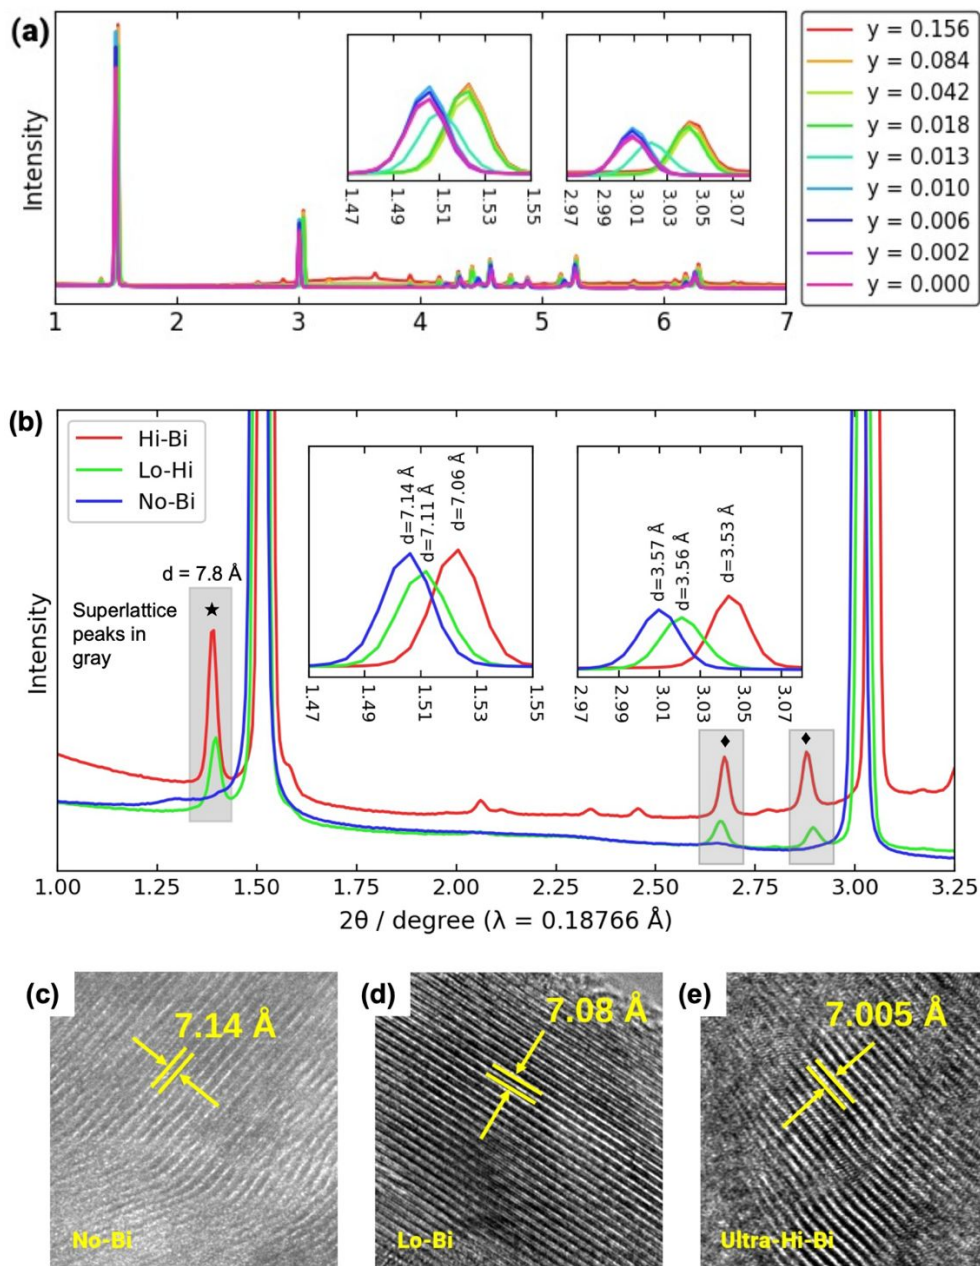 (a)
Intensity
1.47
1.49
1.51
1.53
1.55
2.97
2.99
3.01
3.03
3.05
3.07
y = 0.156
y = 0.084
y = 0.042
y = 0.018
y = 0.013
y = 0.010
y = 0.006
y = 0.002
y = 0.000
1 2 3 4 5 6 7
(b)
Hi-Bi
Lo-Hi
No-Bi
Intensity
d = 7.8 Å
★
Superlattice
peaks in
gray
d=7.14 Å
d=7.11 Å
d=7.06 Å
1.47
1.49
1.51
1.53
1.55
d=3.57 Å
d=3.56 Å
d=3.53 Å
2.97
2.99
3.01
3.03
3.05
3.07
♦ ♦
1.00 1.25 1.50 1.75 2.00 2.25 2.50 2.75 3.00 3.25
2θ / degree (λ = 0.18766 Å)
(c)
7.14 Å
No-Bi
(d)
7.08 Å
Lo-Bi
(e)
7.005 Å
Ultra-Hi-Bi